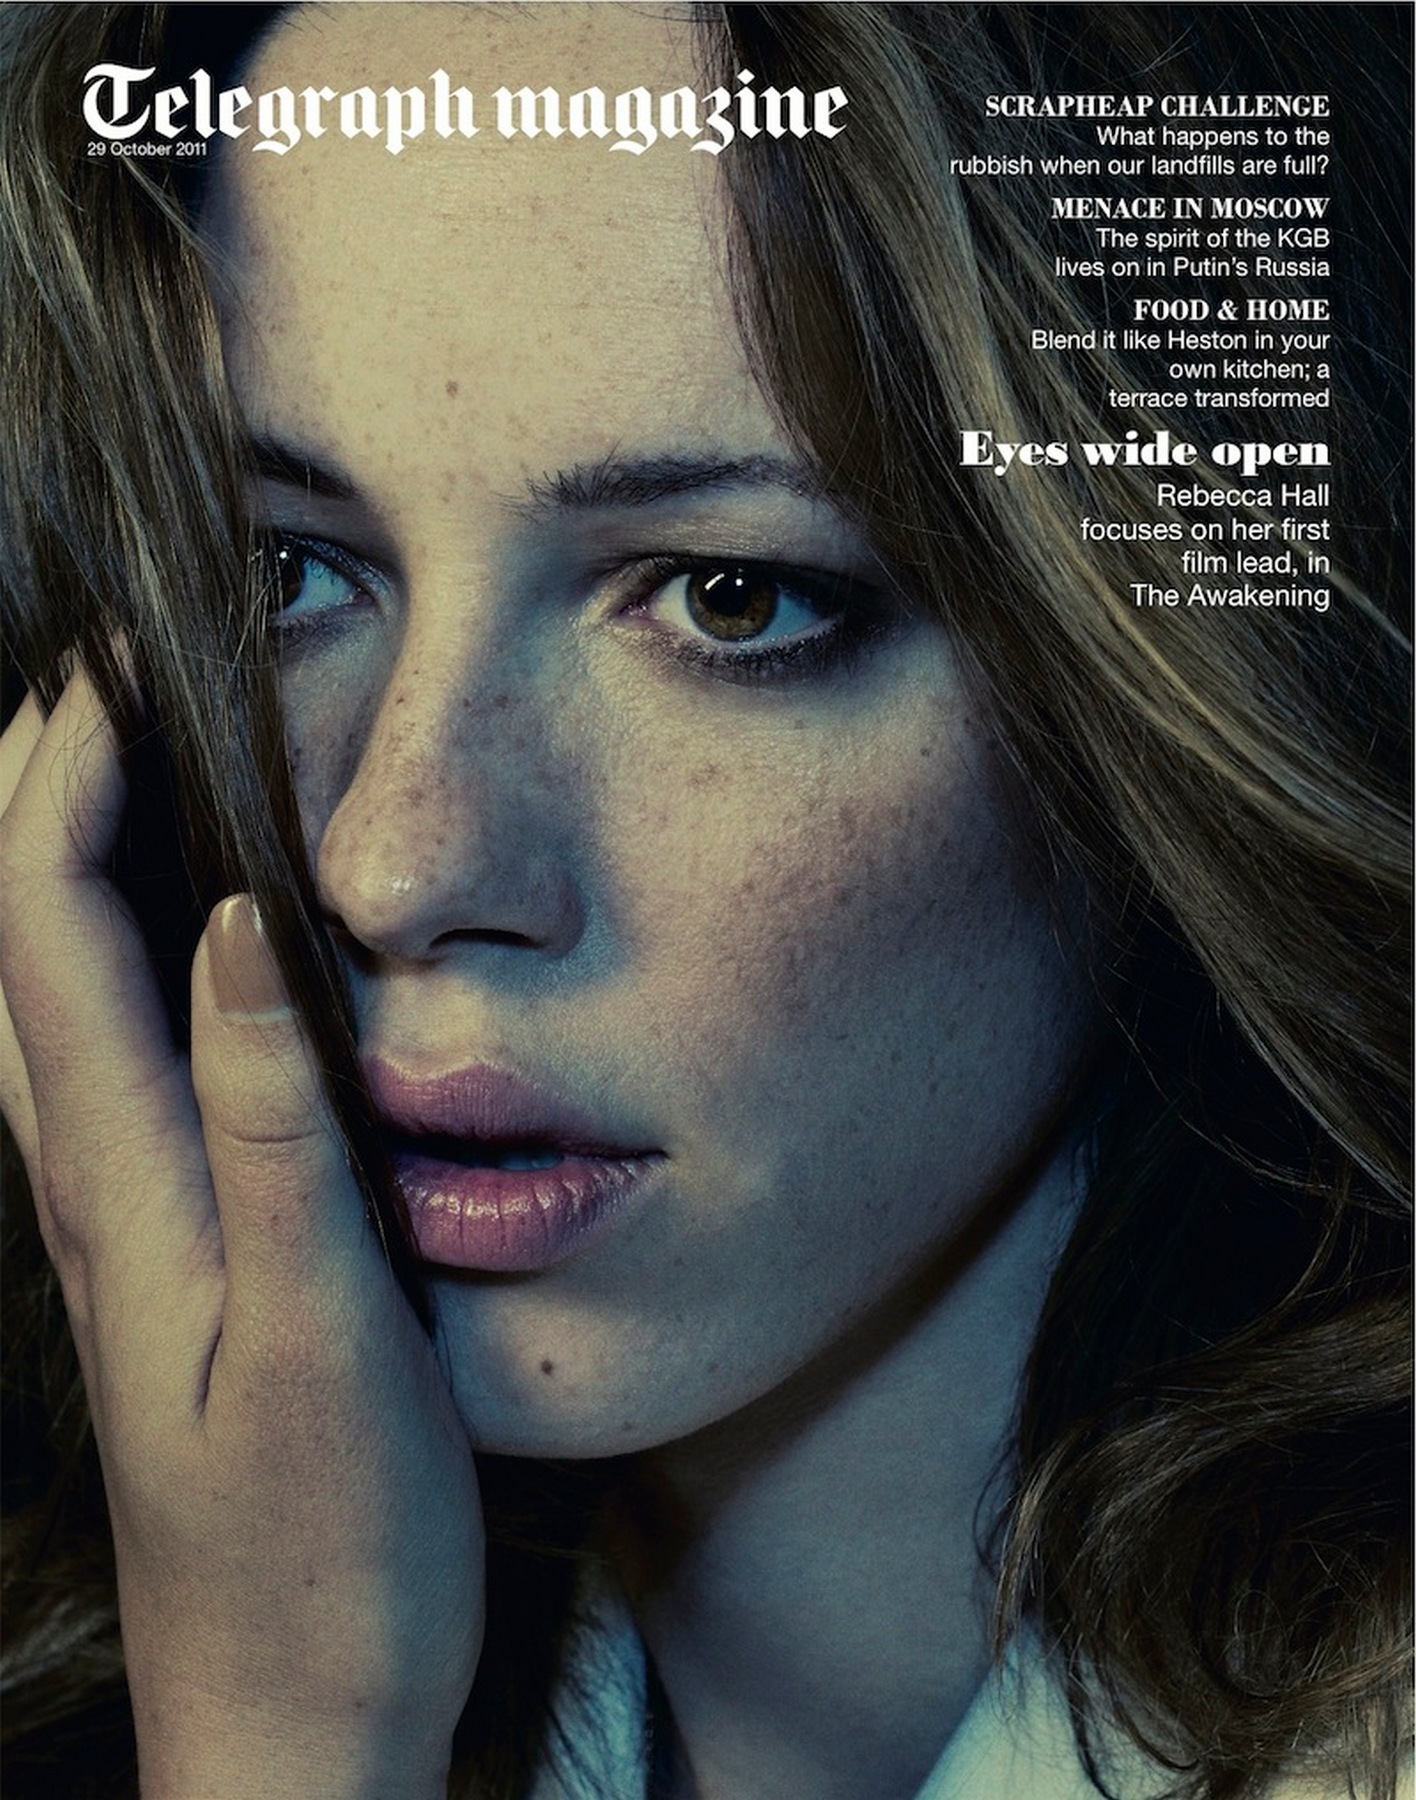 Telegraph magazine
29 October 2011
SCRAPHEAP CHALLENGE
What happens to the
rubbish when our landfills are full?
MENACE IN MOSCOW
The spirit of the KGB
lives on in Putin's Russia
FOOD & HOME
Blend it like Heston in your
own kitchen; a
terrace transformed
Eyes wide open
Rebecca Hall
focuses on her first
film lead, in
The Awakening